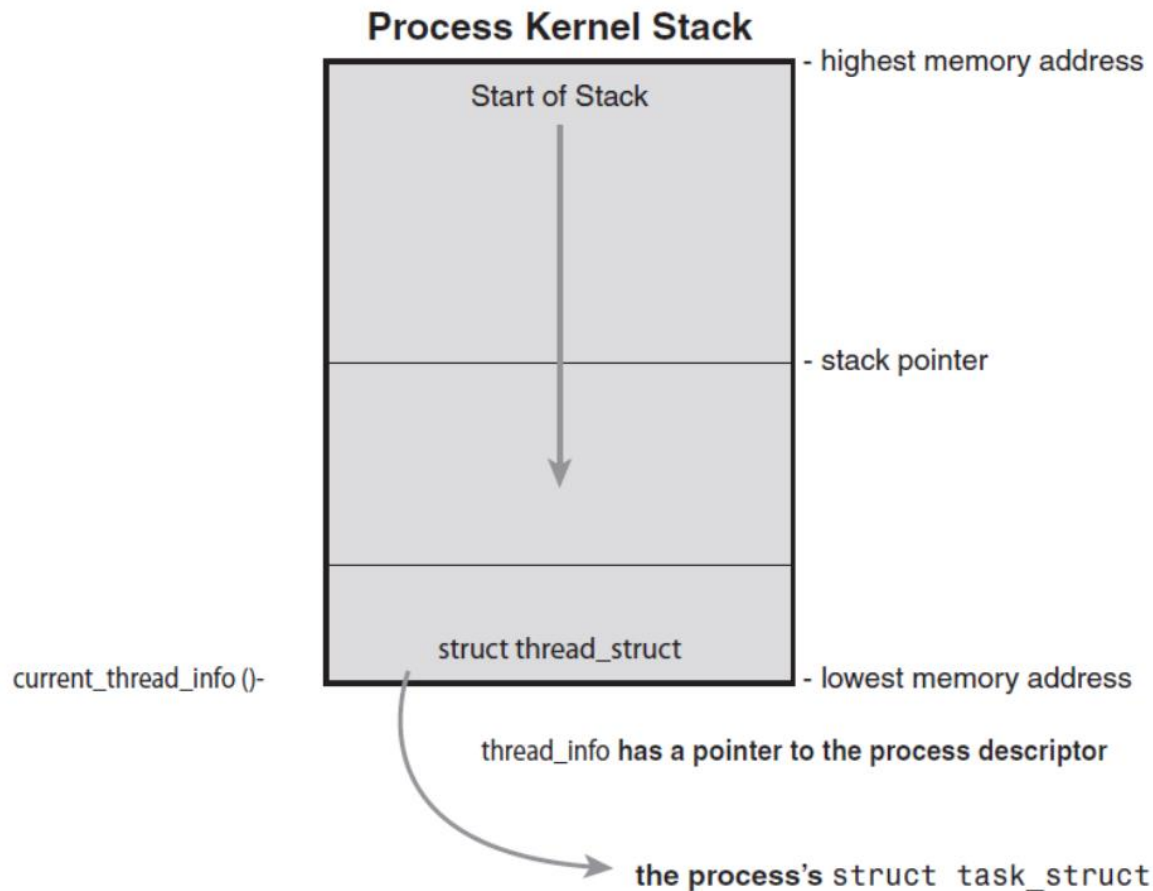 Process Kernel Stack
- highest memory address
Start of Stack
- stack pointer
struct thread_struct
current_thread_info ()-
- lowest memory address
thread_info has a pointer to the process descriptor
the process's struct task_struct